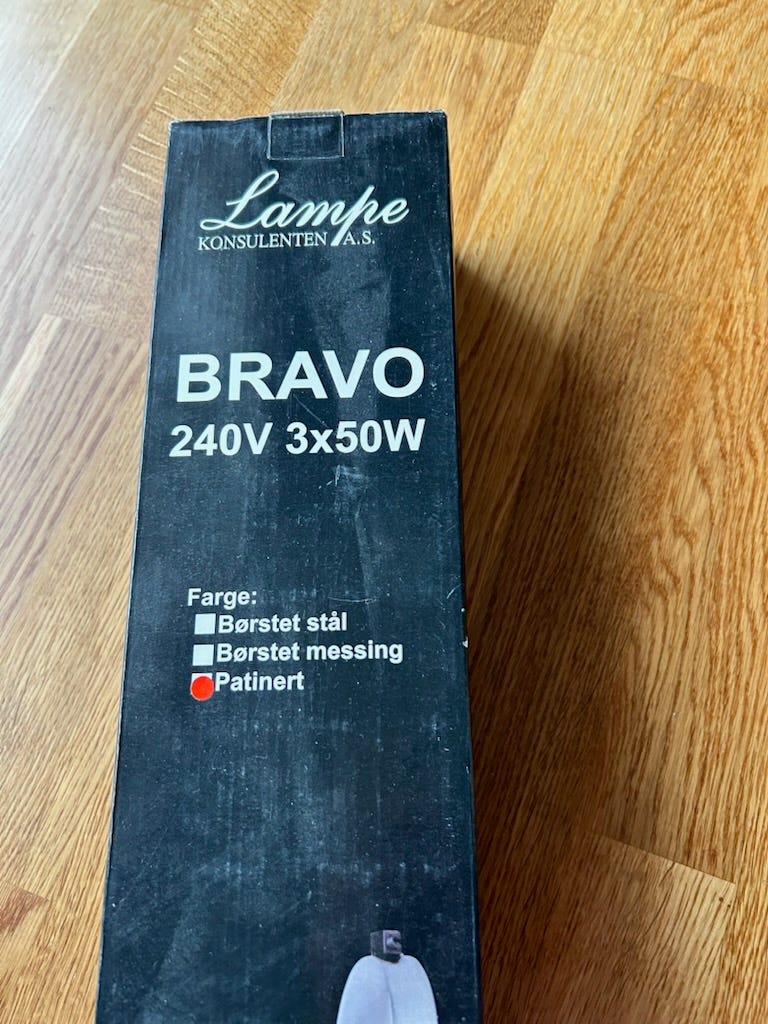 Lampe
KONSULENTEN A.S.
BRAVO
240V 3x50W
Farge:
Børstet stål
Børstet messing
Patinert